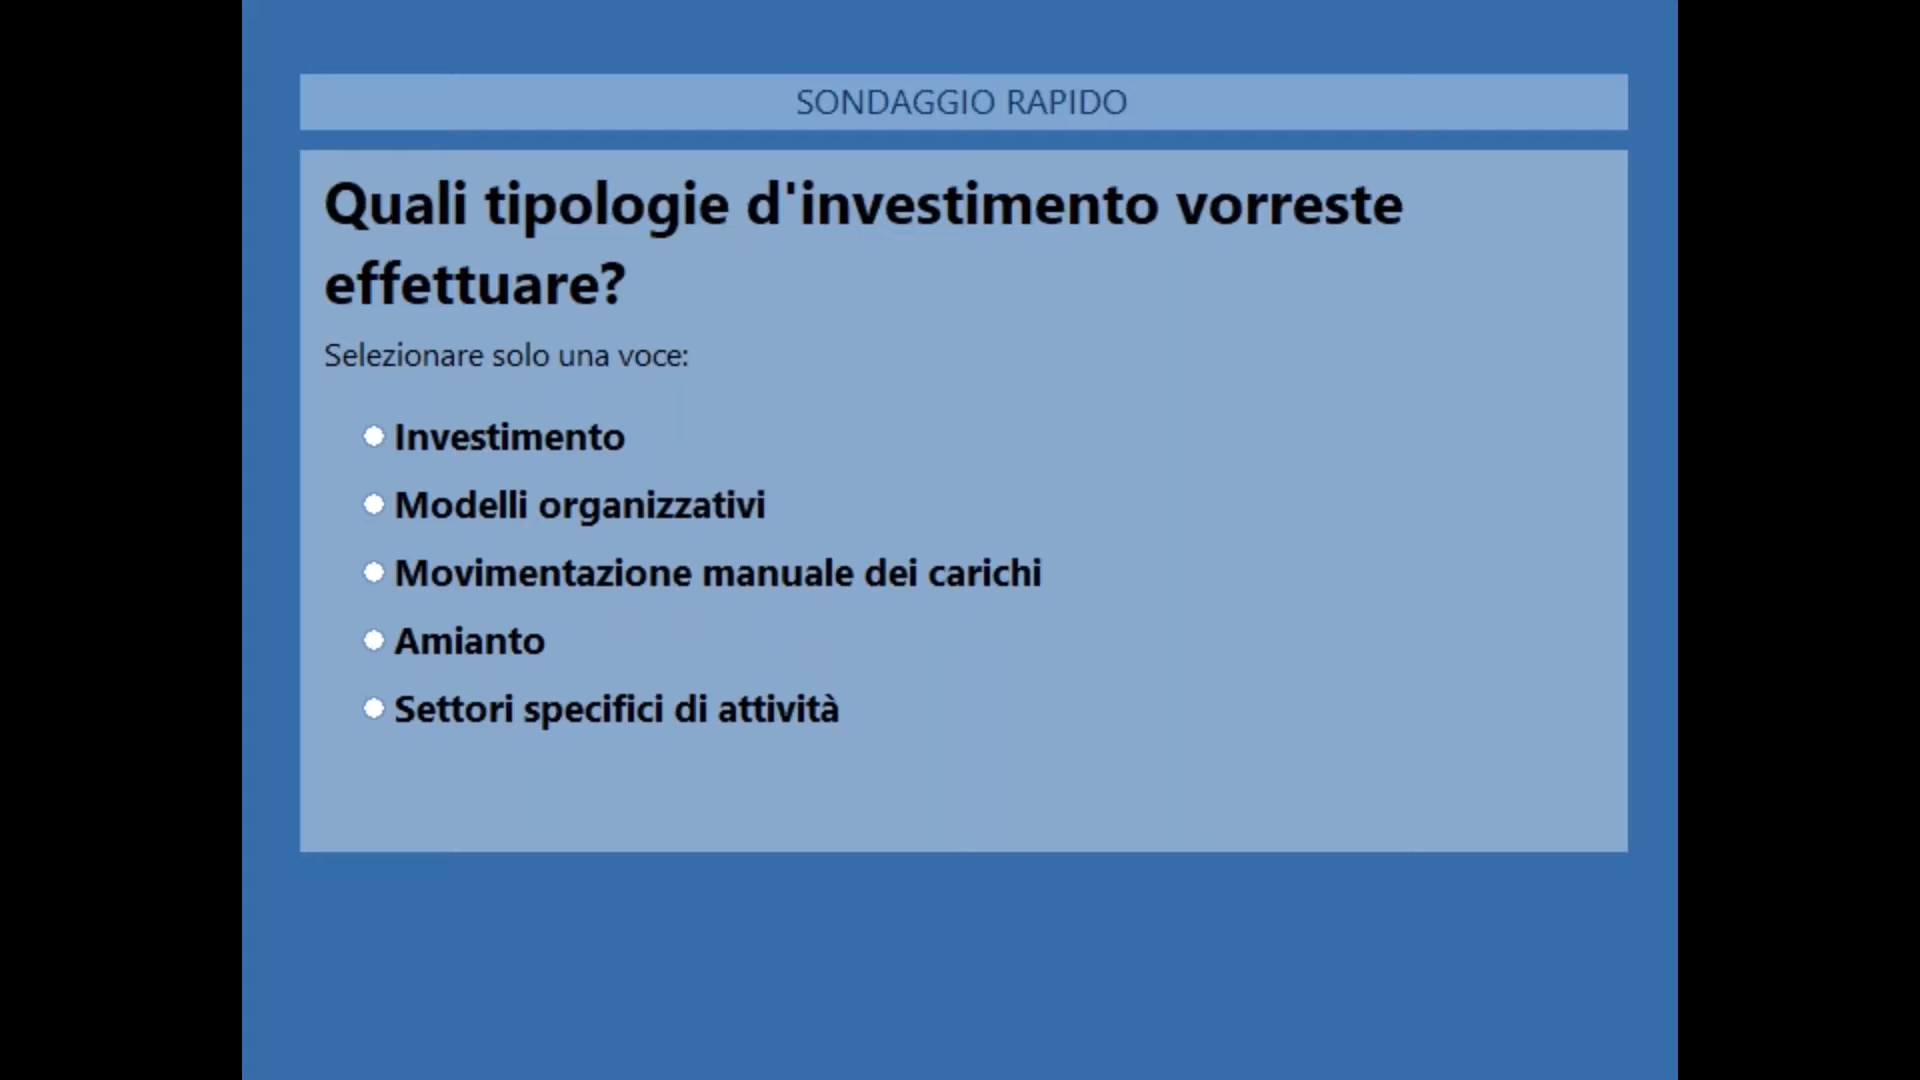 SONDAGGIO RAPIDO
Quali tipologie d'investimento vorreste
effettuare?
Selezionare solo una voce:
Investimento
Modelli organizzativi
Movimentazione manuale dei carichi
Amianto
Settori specifici di attività